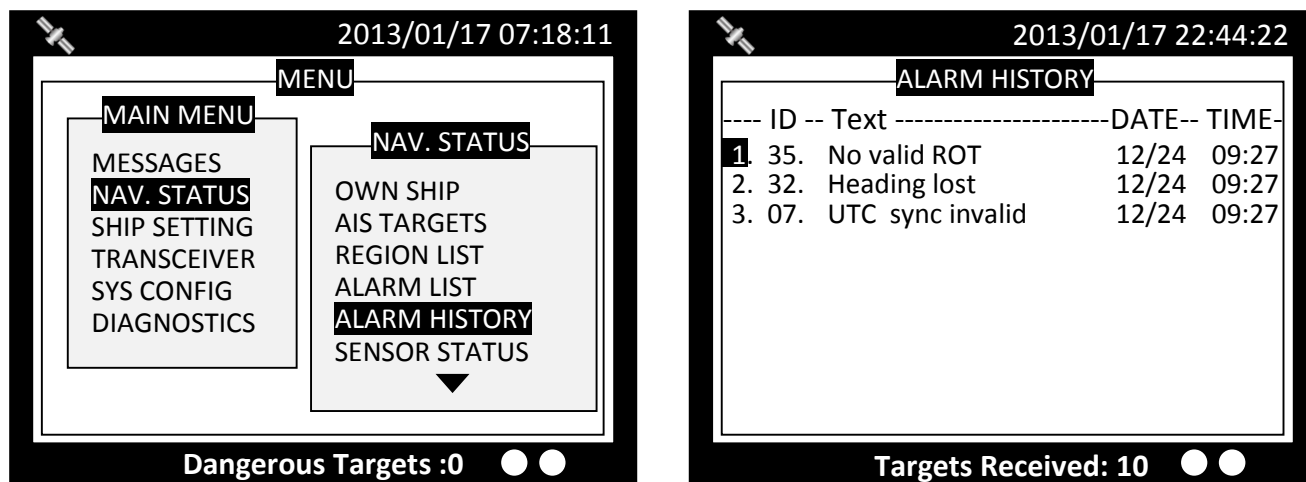 2013/01/17 07:18:11
MENU
MAIN MENU
MESSAGES
NAV. STATUS
SHIP SETTING
TRANSCEIVER
SYS CONFIG
DIAGNOSTICS
NAV. STATUS
OWN SHIP
AIS TARGETS
REGION LIST
ALARM LIST
ALARM HISTORY
SENSOR STATUS
Dangerous Targets :0
2013/01/17 22:44:22
ALARM HISTORY
---- ID -- Text ----------------------DATE-- TIME-
1. 35. No valid ROT 12/24 09:27
2. 32. Heading lost 12/24 09:27
3. 07. UTC sync invalid 12/24 09:27
Targets Received: 10